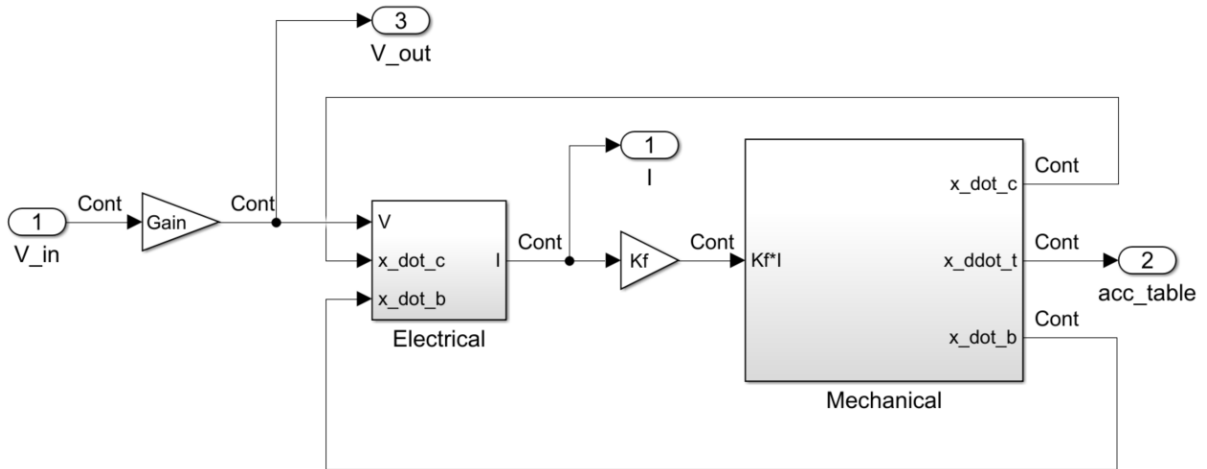 3
V_out
1
I
Cont
x_dot_c
Cont
Gain
Cont
1
V_in
V
Cont
Cont
Cont
x_dot_c
I
Kf
Kf*I
x_ddot_t
2
acc_table
x_dot_b
Cont
x_dot_b
Electrical
Mechanical